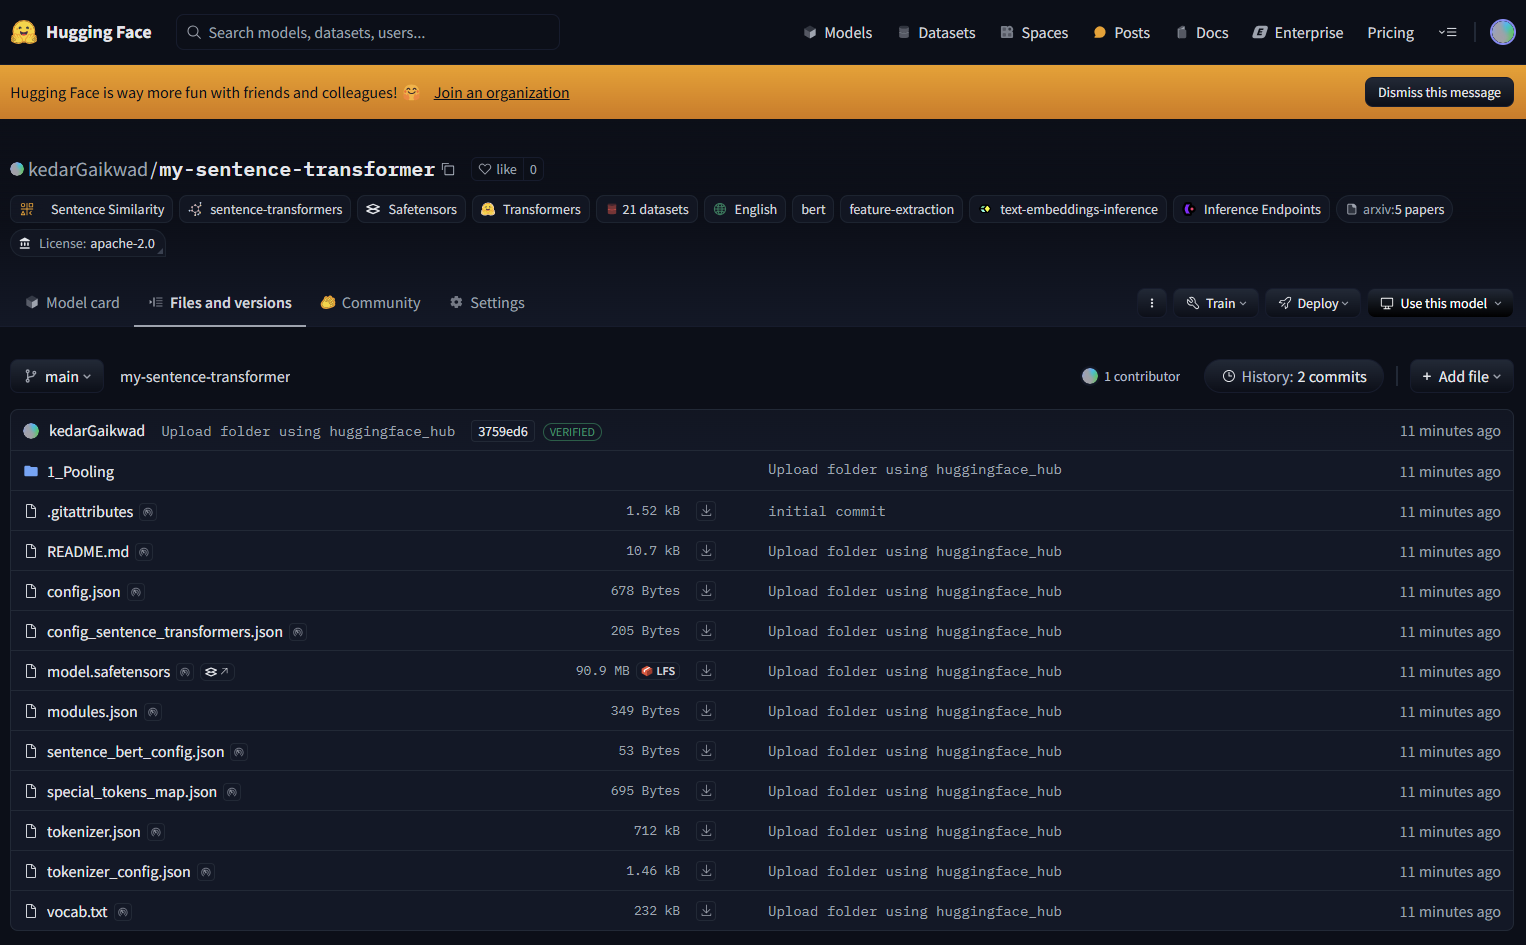 Hugging Face
Search models, datasets, users...
Models
Datasets
Spaces
Posts
Docs
Enterprise
Pricing
Hugging Face is way more fun with friends and colleagues! 🤗 Join an organization
Dismiss this message
kedarGaikwad/my-sentence-transformer
like 0
Sentence Similarity
sentence-transformers
Safetensors
Transformers
21 datasets
English
bert
feature-extraction
text-embeddings-inference
Inference Endpoints
arxiv:5 papers
License: apache-2.0
Model card
Files and versions
Community
Settings
Train
Deploy
Use this model
main
my-sentence-transformer
1 contributor
History: 2 commits
+ Add file
kedarGaikwad Upload folder using huggingface_hub 3759ed6 VERIFIED 11 minutes ago
1_Pooling Upload folder using huggingface_hub 11 minutes ago
.gitattributes 1.52 kB initial commit 11 minutes ago
README.md 10.7 kB Upload folder using huggingface_hub 11 minutes ago
config.json 678 Bytes Upload folder using huggingface_hub 11 minutes ago
config_sentence_transformers.json 205 Bytes Upload folder using huggingface_hub 11 minutes ago
model.safetensors 90.9 MB LFS Upload folder using huggingface_hub 11 minutes ago
modules.json 349 Bytes Upload folder using huggingface_hub 11 minutes ago
sentence_bert_config.json 53 Bytes Upload folder using huggingface_hub 11 minutes ago
special_tokens_map.json 695 Bytes Upload folder using huggingface_hub 11 minutes ago
tokenizer.json 712 kB Upload folder using huggingface_hub 11 minutes ago
tokenizer_config.json 1.46 kB Upload folder using huggingface_hub 11 minutes ago
vocab.txt 232 kB Upload folder using huggingface_hub 11 minutes ago